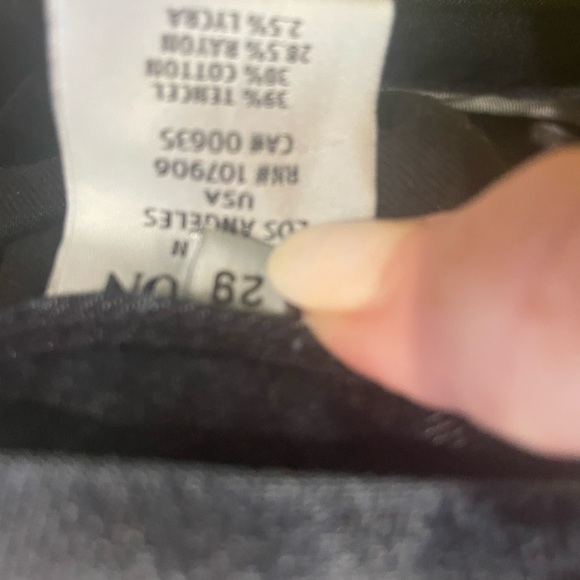 29
LOS ANGELES
USA
RN# 107906
CA# 00635
39% TENCEL
30% COTTON
28.5% RAYON
2.5% LYCRA